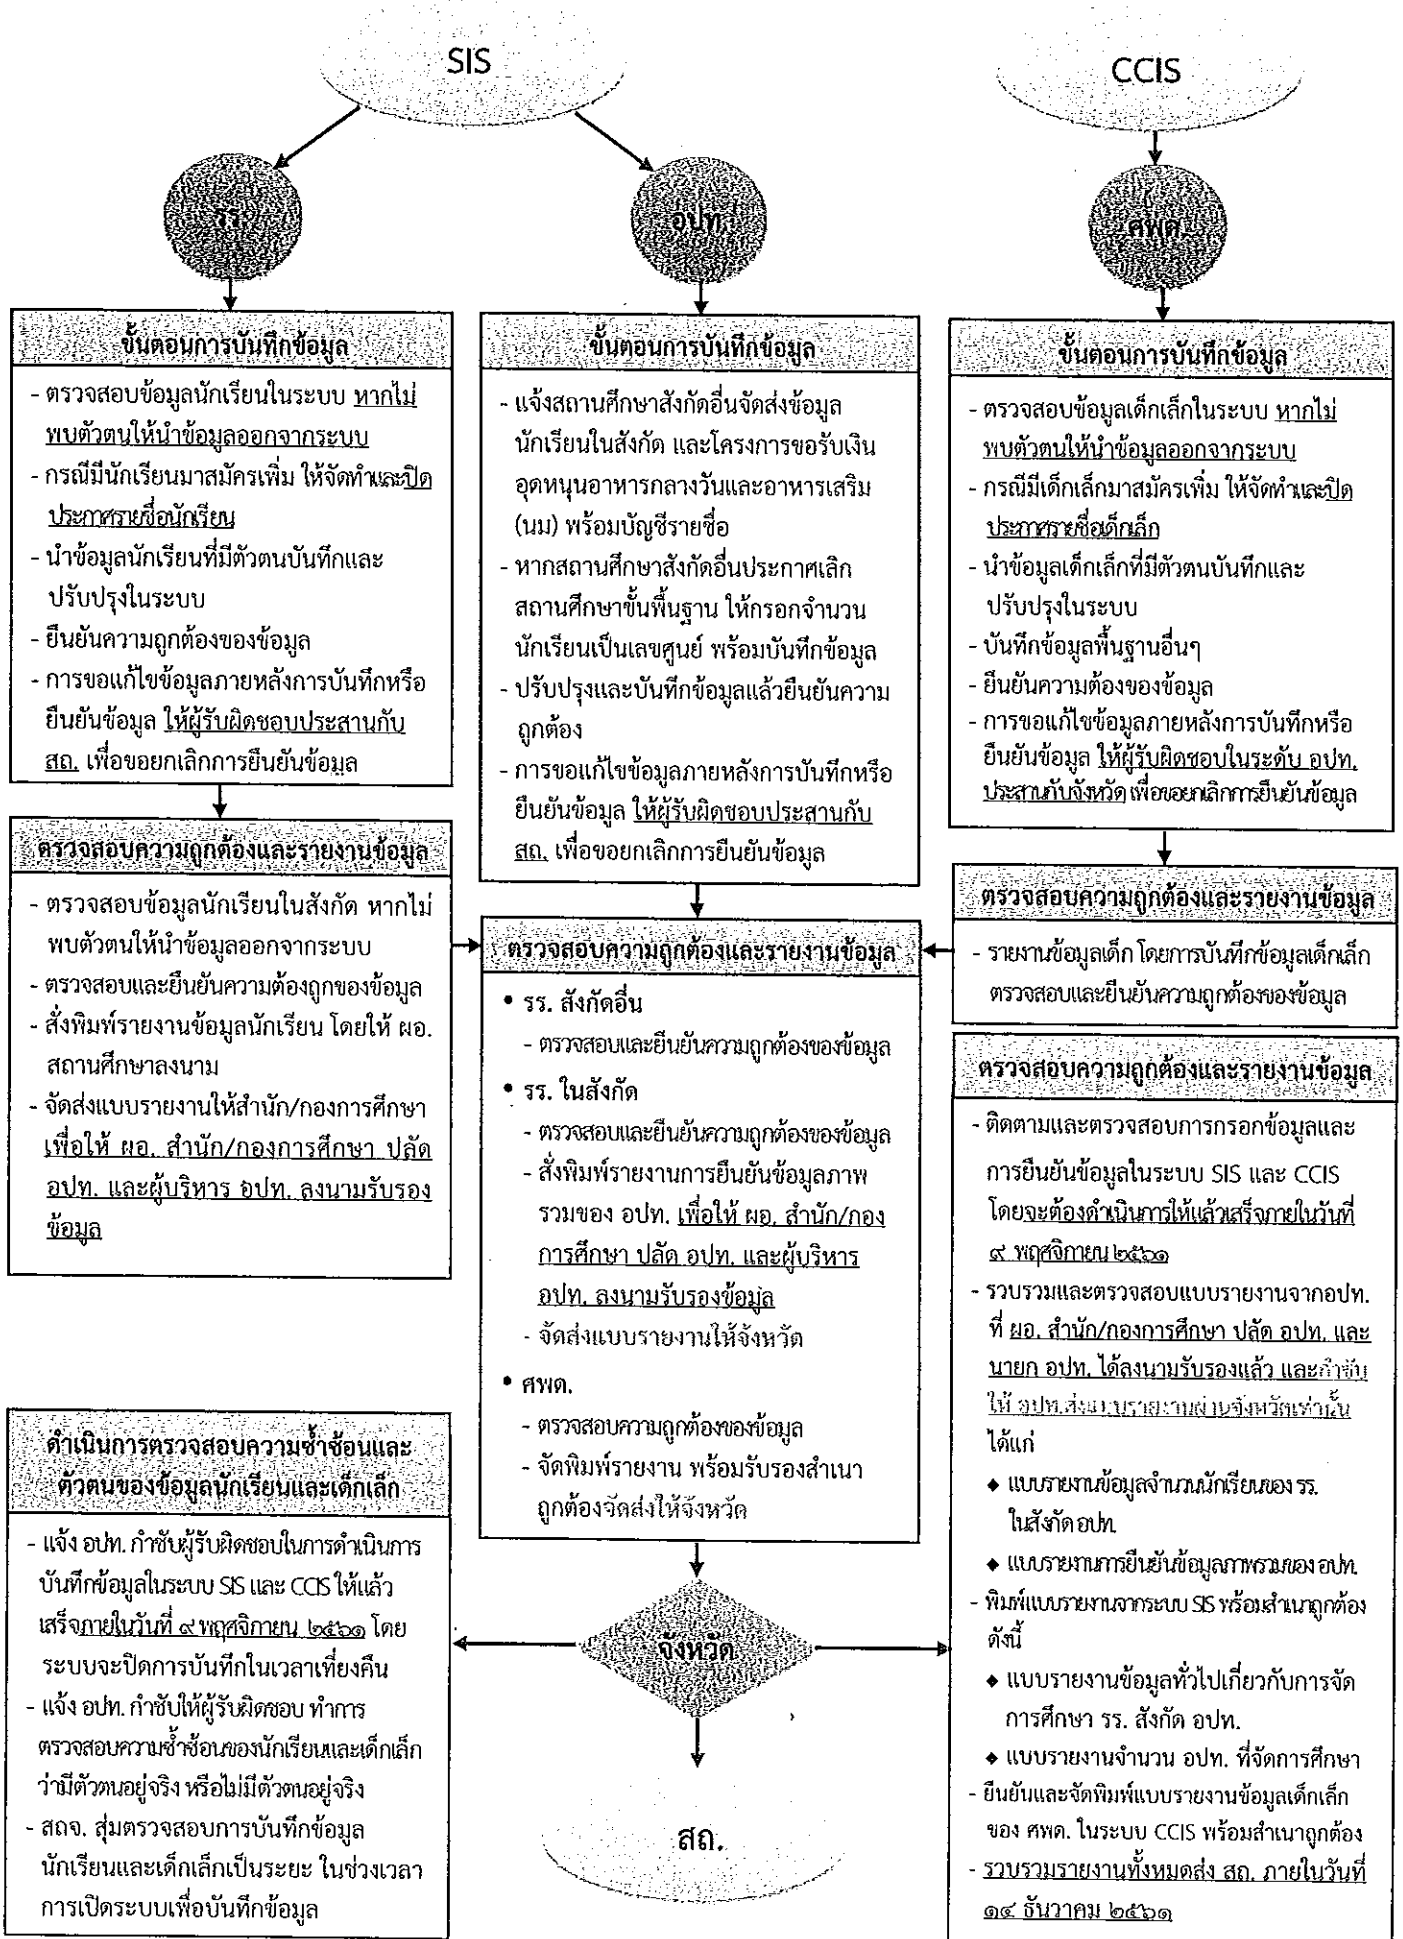 SIS
CCIS
รร.
อปท.
ศพด.
ขั้นตอนการบันทึกข้อมูล
- ตรวจสอบข้อมูลนักเรียนในระบบ หากไม่
พบตัวตนให้นำข้อมูลออกจากระบบ
- กรณีมีนักเรียนมาสมัครเพิ่ม ให้จัดทำและปิด
ประกาศรายชื่อนักเรียน
- นำข้อมูลนักเรียนที่มีตัวตนบันทึกและ
ปรับปรุงในระบบ
- ยืนยันความถูกต้องของข้อมูล
- การขอแก้ไขข้อมูลภายหลังการบันทึกหรือ
ยืนยันข้อมูล ให้ผู้รับผิดชอบประสานกับ
สถ. เพื่อขอยกเลิกการยืนยันข้อมูล
ตรวจสอบความถูกต้องและรายงานข้อมูล
- ตรวจสอบข้อมูลนักเรียนในสังกัด หากไม่
พบตัวตนให้นำข้อมูลออกจากระบบ
- ตรวจสอบและยืนยันความต้องถูกของข้อมูล
- สั่งพิมพ์รายงานข้อมูลนักเรียน โดยให้ ผอ.
สถานศึกษาลงนาม
- จัดส่งแบบรายงานให้สำนัก/กองการศึกษา
เพื่อให้ ผอ. สำนัก/กองการศึกษา ปลัด
อปท. และผู้บริหาร อปท. ลงนามรับรอง
ข้อมูล
ขั้นตอนการบันทึกข้อมูล
- แจ้งสถานศึกษาสังกัดอื่นจัดส่งข้อมูล
นักเรียนในสังกัด และโครงการขอรับเงิน
อุดหนุนอาหารกลางวันและอาหารเสริม
(นม) พร้อมบัญชีรายชื่อ
- หากสถานศึกษาสังกัดอื่นประกาศเลิก
สถานศึกษาขั้นพื้นฐาน ให้กรอกจำนวน
นักเรียนเป็นเลขศูนย์ พร้อมบันทึกข้อมูล
- ปรับปรุงและบันทึกข้อมูลแล้วยืนยันความ
ถูกต้อง
- การขอแก้ไขข้อมูลภายหลังการบันทึกหรือ
ยืนยันข้อมูล ให้ผู้รับผิดชอบประสานกับ
สถ. เพื่อขอยกเลิกการยืนยันข้อมูล
ตรวจสอบความถูกต้องและรายงานข้อมูล
• รร. สังกัดอื่น
- ตรวจสอบและยืนยันความถูกต้องของข้อมูล
• รร. ในสังกัด
- ตรวจสอบและยืนยันความถูกต้องของข้อมูล
- สั่งพิมพ์รายงานการยืนยันข้อมูลภาพ
รวมของ อปท. เพื่อให้ ผอ. สำนัก/กอง
การศึกษา ปลัด อปท. และผู้บริหาร
อปท. ลงนามรับรองข้อมูล
- จัดส่งแบบรายงานให้จังหวัด
• ศพด.
- ตรวจสอบความถูกต้องของข้อมูล
- จัดพิมพ์รายงาน พร้อมรับรองสำเนา
ถูกต้องจัดส่งให้จังหวัด
ขั้นตอนการบันทึกข้อมูล
- ตรวจสอบข้อมูลเด็กเล็กในระบบ หากไม่
พบตัวตนให้นำข้อมูลออกจากระบบ
- กรณีมีเด็กเล็กมาสมัครเพิ่ม ให้จัดทำและปิด
ประกาศรายชื่อเด็กเล็ก
- นำข้อมูลเด็กเล็กที่มีตัวตนบันทึกและ
ปรับปรุงในระบบ
- บันทึกข้อมูลพื้นฐานอื่นๆ
- ยืนยันความต้องของข้อมูล
- การขอแก้ไขข้อมูลภายหลังการบันทึกหรือ
ยืนยันข้อมูล ให้ผู้รับผิดชอบในระดับ อปท.
ประสานกับจังหวัด เพื่อขอยกเลิกการยืนยันข้อมูล
ตรวจสอบความถูกต้องและรายงานข้อมูล
- รายงานข้อมูลเด็ก โดยการบันทึกข้อมูลเด็กเล็ก
ตรวจสอบและยืนยันความถูกต้องของข้อมูล
ตรวจสอบความถูกต้องและรายงานข้อมูล
- ติดตามและตรวจสอบการกรอกข้อมูลและ
การยืนยันข้อมูลในระบบ SIS และ CCIS
โดยจะต้องดำเนินการให้แล้วเสร็จภายในวันที่
๙ พฤศจิกายน ๒๕๖๑
- รวบรวมและตรวจสอบแบบรายงานจากอปท.
ที่ ผอ. สำนัก/กองการศึกษา ปลัด อปท. และ
นายก อปท. ได้ลงนามรับรองแล้ว และกำชับ
ให้ อปท.ส่งแบบรายงานผ่านจังหวัดเท่านั้น
ได้แก่
◆ แบบรายงานข้อมูลจำนวนนักเรียนของ รร.
ในสังกัด อปท.
◆ แบบรายงานการยืนยันข้อมูลภาพรวมของ อปท.
- พิมพ์แบบรายงานจากระบบ SIS พร้อมสำเนาถูกต้อง
ดังนี้
◆ แบบรายงานข้อมูลทั่วไปเกี่ยวกับการจัด
การศึกษา รร. สังกัด อปท.
◆ แบบรายงานจำนวน อปท. ที่จัดการศึกษา
- ยืนยันและจัดพิมพ์แบบรายงานข้อมูลเด็กเล็ก
ของ ศพด. ในระบบ CCIS พร้อมสำเนาถูกต้อง
- รวบรวมรายงานทั้งหมดส่ง สถ. ภายในวันที่
๑๔ ธันวาคม ๒๕๖๑
ดำเนินการตรวจสอบความซ้ำซ้อนและ
ตัวตนของข้อมูลนักเรียนและเด็กเล็ก
- แจ้ง อปท. กำชับผู้รับผิดชอบในการดำเนินการ
บันทึกข้อมูลในระบบ SIS และ CCIS ให้แล้ว
เสร็จภายในวันที่ ๙ พฤศจิกายน ๒๕๖๑ โดย
ระบบจะปิดการบันทึกในเวลาเที่ยงคืน
- แจ้ง อปท. กำชับให้ผู้รับผิดชอบ ทำการ
ตรวจสอบความซ้ำซ้อนของนักเรียนและเด็กเล็ก
ว่ามีตัวตนอยู่จริง หรือไม่มีตัวตนอยู่จริง
- สถจ. สุ่มตรวจสอบการบันทึกข้อมูล
นักเรียนและเด็กเล็กเป็นระยะ ในช่วงเวลา
การเปิดระบบเพื่อบันทึกข้อมูล
จังหวัด
สถ.